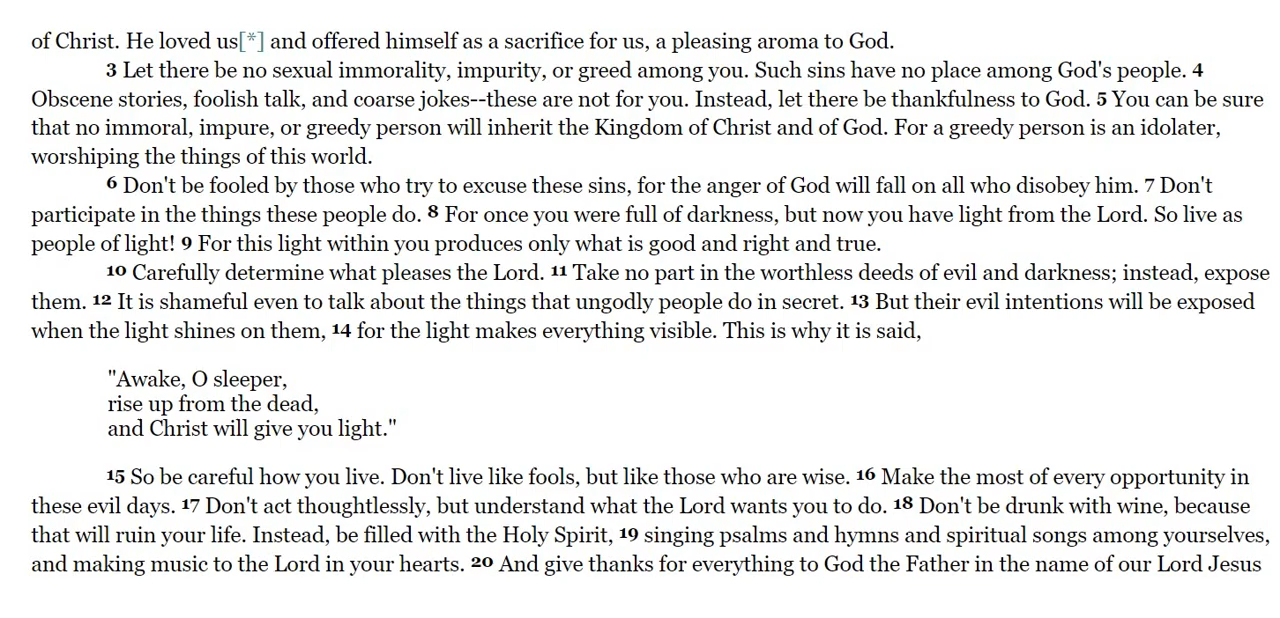 of Christ. He loved us[*] and offered himself as a sacrifice for us, a pleasing aroma to God.
3 Let there be no sexual immorality, impurity, or greed among you. Such sins have no place among God's people. 4
Obscene stories, foolish talk, and coarse jokes--these are not for you. Instead, let there be thankfulness to God. 5 You can be sure
that no immoral, impure, or greedy person will inherit the Kingdom of Christ and of God. For a greedy person is an idolater,
worshiping the things of this world.
6 Don't be fooled by those who try to excuse these sins, for the anger of God will fall on all who disobey him. 7 Don't
participate in the things these people do. 8 For once you were full of darkness, but now you have light from the Lord. So live as
people of light! 9 For this light within you produces only what is good and right and true.
10 Carefully determine what pleases the Lord. 11 Take no part in the worthless deeds of evil and darkness; instead, expose
them. 12 It is shameful even to talk about the things that ungodly people do in secret. 13 But their evil intentions will be exposed
when the light shines on them, 14 for the light makes everything visible. This is why it is said,
"Awake, O sleeper,
rise up from the dead,
and Christ will give you light."
15 So be careful how you live. Don't live like fools, but like those who are wise. 16 Make the most of every opportunity in
these evil days. 17 Don't act thoughtlessly, but understand what the Lord wants you to do. 18 Don't be drunk with wine, because
that will ruin your life. Instead, be filled with the Holy Spirit, 19 singing psalms and hymns and spiritual songs among yourselves,
and making music to the Lord in your hearts. 20 And give thanks for everything to God the Father in the name of our Lord Jesus